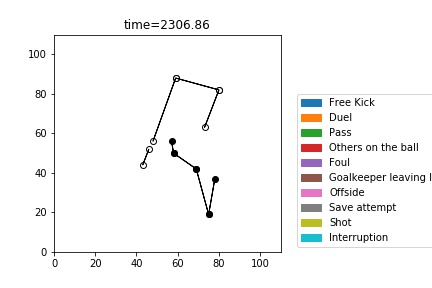 time=2306.86
100
80
60
40
20
0
0 20 40 60 80 100
Free Kick
Duel
Pass
Others on the ball
Foul
Goalkeeper leaving l
Offside
Save attempt
Shot
Interruption